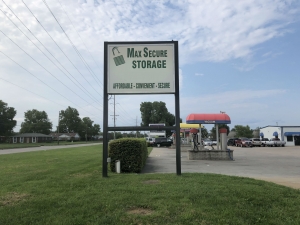 Max Secure
Storage
Affordable - Convenient - Secure